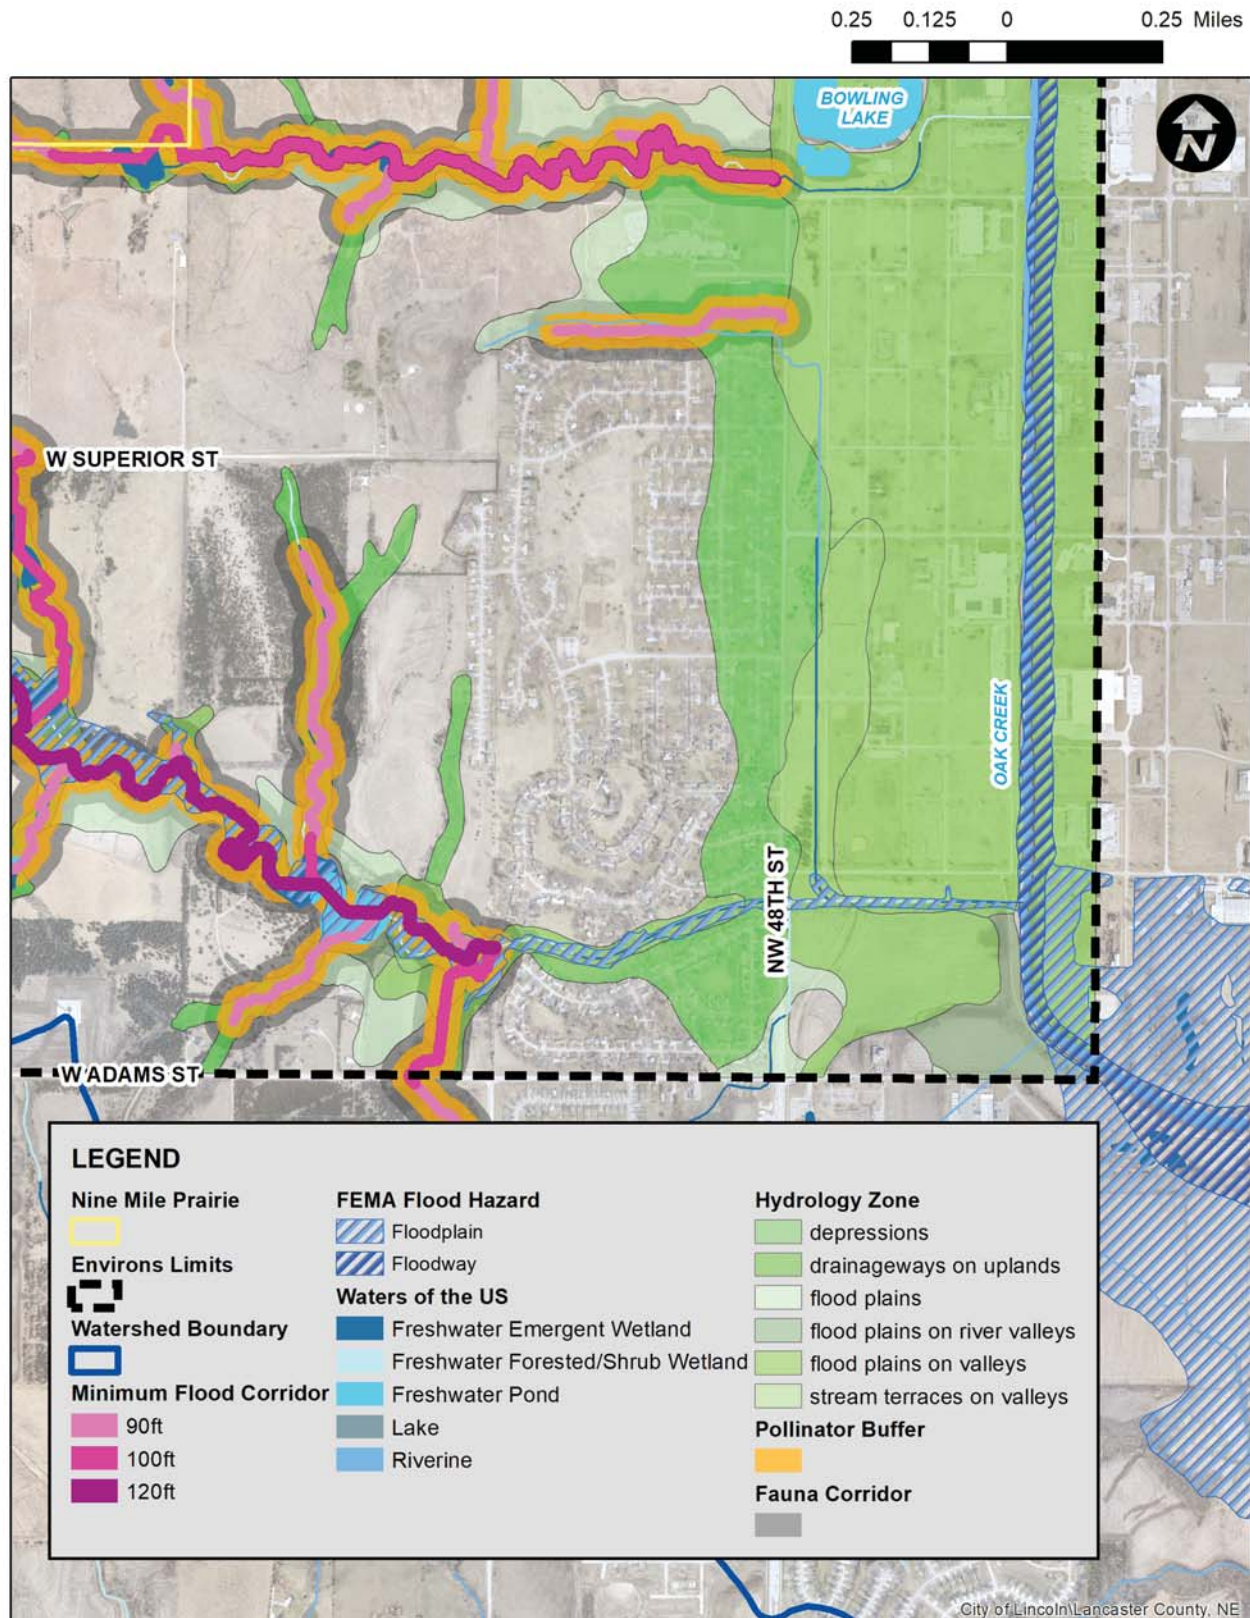 0.25 0.125 0 0.25 Miles
BOWLING
LAKE
N
W SUPERIOR ST
OAK CREEK
NW 48TH ST
W ADAMS ST
LEGEND
Nine Mile Prairie
Environs Limits
Watershed Boundary
Minimum Flood Corridor
90ft
100ft
120ft
FEMA Flood Hazard
Floodplain
Floodway
Waters of the US
Freshwater Emergent Wetland
Freshwater Forested/Shrub Wetland
Freshwater Pond
Lake
Riverine
Hydrology Zone
depressions
drainageways on uplands
flood plains
flood plains on river valleys
flood plains on valleys
stream terraces on valleys
Pollinator Buffer
Fauna Corridor
City of Lincoln\Lancaster County, NE